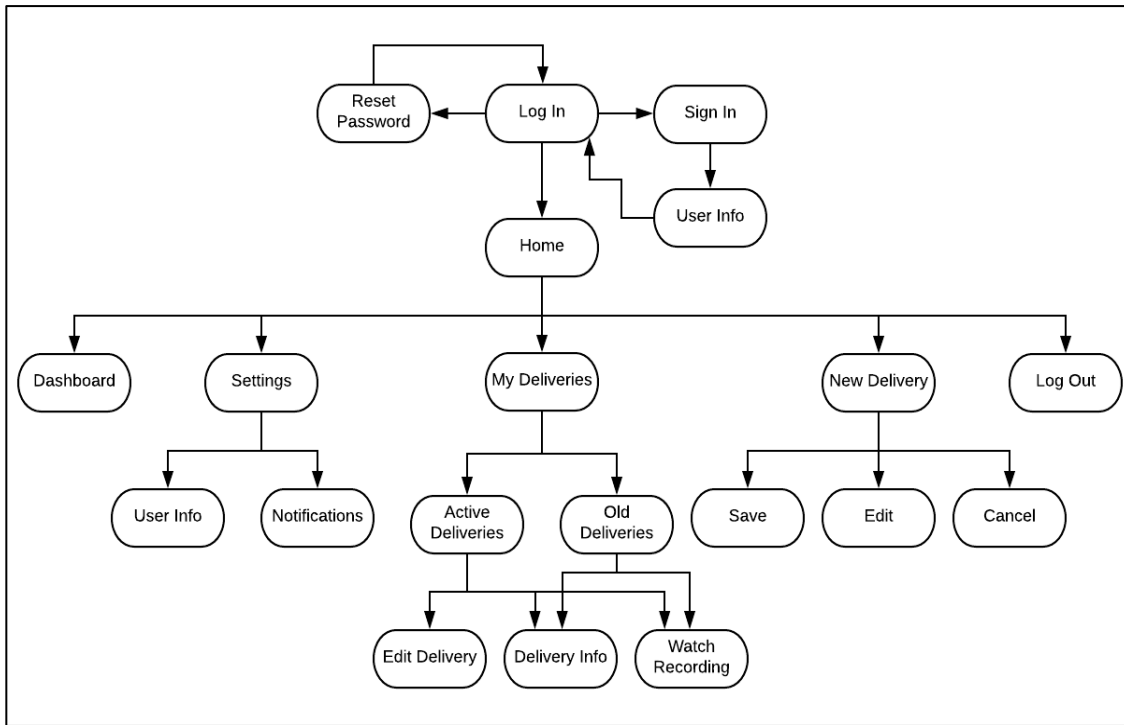 Reset
Password
Log In
Sign In
User Info
Home
Dashboard
Settings
My Deliveries
New Delivery
Log Out
User Info
Notifications
Active
Deliveries
Old
Deliveries
Save
Edit
Cancel
Edit Delivery
Delivery Info
Watch
Recording